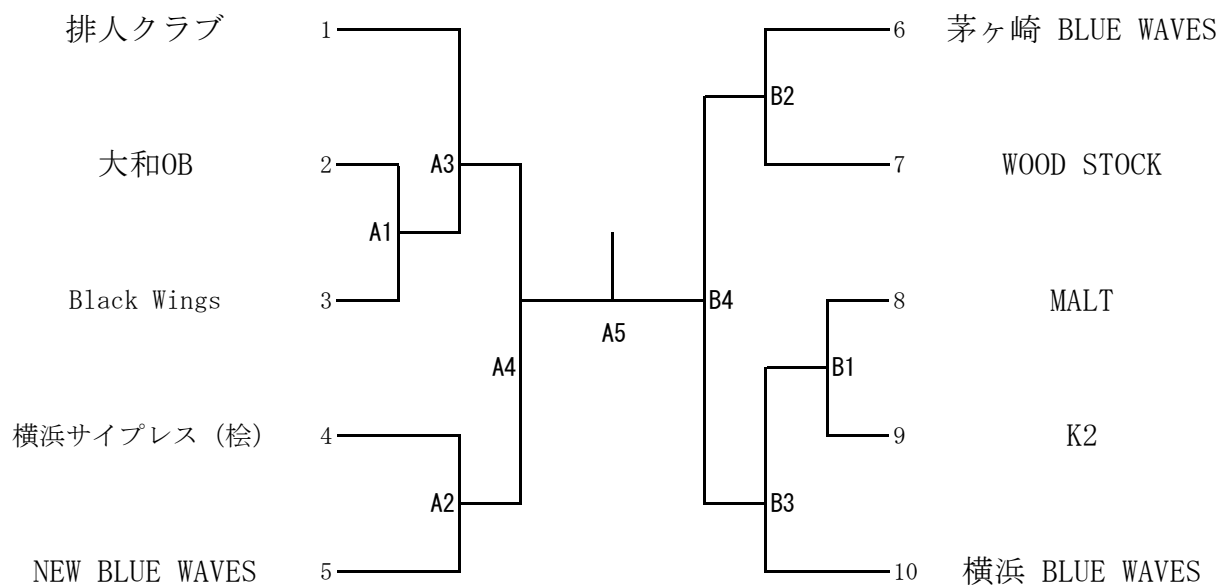 排人クラブ 1
6 茅ヶ崎 BLUE WAVES
B2
大和OB 2
A3
7 WOOD STOCK
A1
Black Wings 3
B4
8 MALT
A5
A4
B1
横浜サイプレス（桧） 4
9 K2
A2
B3
NEW BLUE WAVES 5
10 横浜 BLUE WAVES